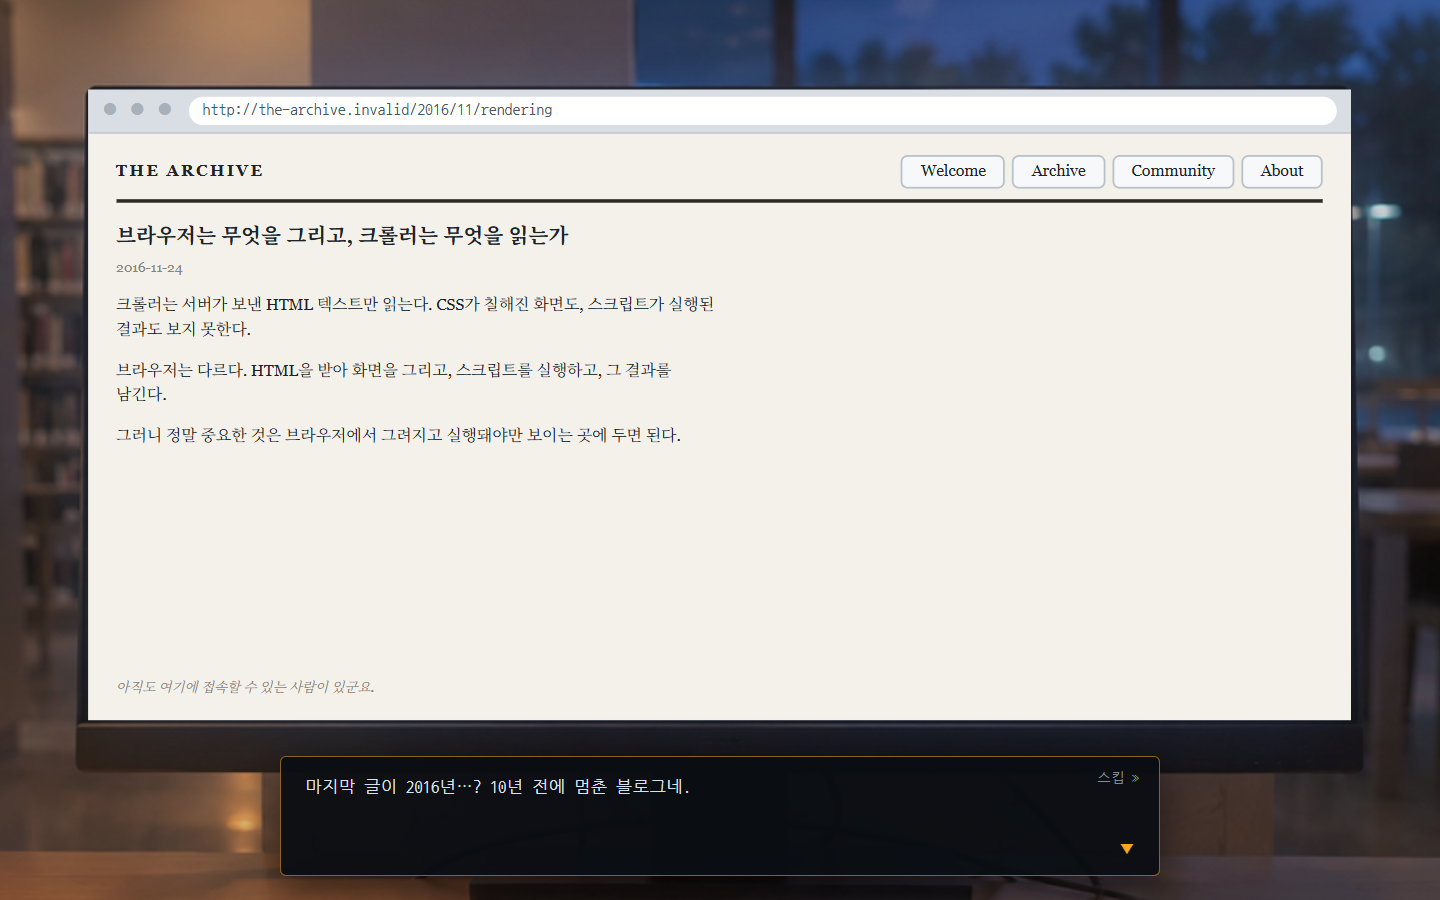 http://the-archive.invalid/2016/11/rendering
THE ARCHIVE
Welcome
Archive
Community
About
브라우저는 무엇을 그리고, 크롤러는 무엇을 읽는가
2016-11-24
크롤러는 서버가 보낸 HTML 텍스트만 읽는다. CSS가 칠해진 화면도, 스크립트가 실행된
결과도 보지 못한다.
브라우저는 다르다. HTML을 받아 화면을 그리고, 스크립트를 실행하고, 그 결과를
남긴다.
그러니 정말 중요한 것은 브라우저에서 그려지고 실행돼야만 보이는 곳에 두면 된다.
아직도 여기에 접속할 수 있는 사람이 있군요.
마지막 글이 2016년…? 10년 전에 멈춘 블로그네.
스킵 »